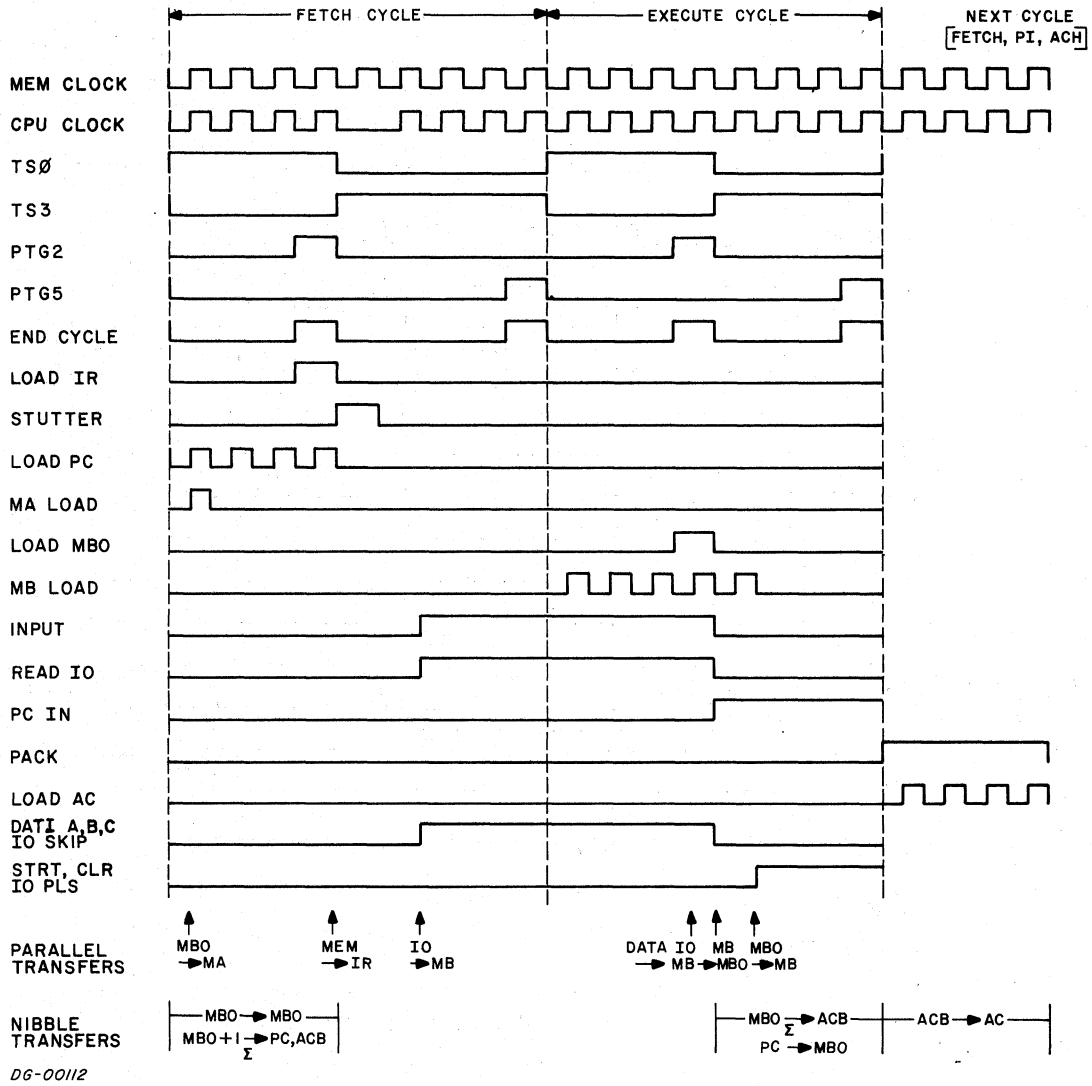 FETCH CYCLE
EXECUTE CYCLE
NEXT CYCLE
[FETCH, PI, ACH]
MEM CLOCK
CPU CLOCK
TSØ
TS3
PTG2
PTG5
END CYCLE
LOAD IR
STUTTER
LOAD PC
MA LOAD
LOAD MBO
MB LOAD
INPUT
READ IO
PC IN
PACK
LOAD AC
DATI A,B,C
IO SKIP
STRT, CLR
IO PLS
PARALLEL
TRANSFERS
MBO
→MA
MEM
→IR
IO
→MB
DATA IO MB MBO
→MB→MBO→MB
NIBBLE
TRANSFERS
MBO→MBO
MBO+1→PC,ACB
Σ
MBO→ACB
Σ
PC→MBO
ACB→AC
DG-00112